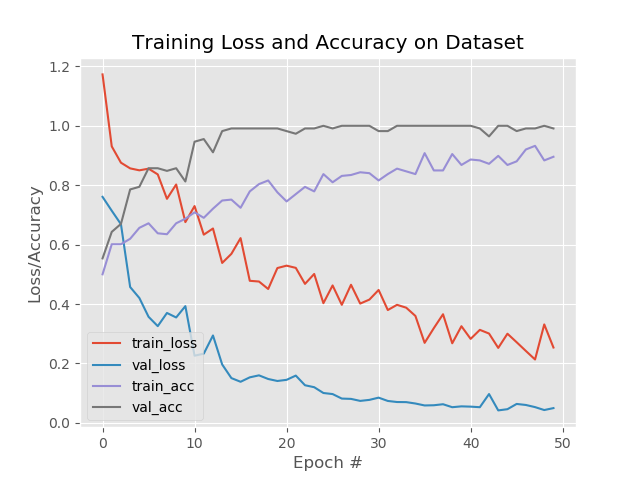 Training Loss and Accuracy on Dataset
Loss/Accuracy
1.2
1.0
0.8
0.6
0.4
0.2
0.0
train_loss
val_loss
train_acc
val_acc
0 10 20 30 40 50
Epoch #